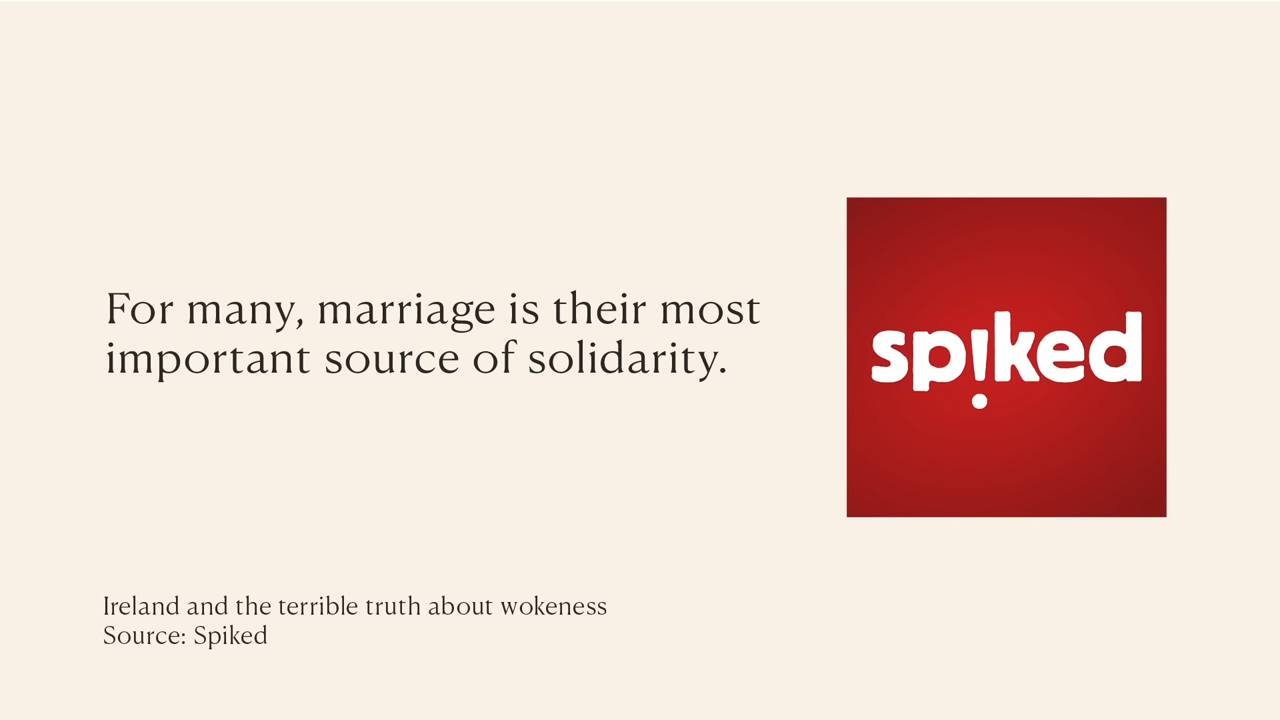 For many, marriage is their most
important source of solidarity.
spiked
Ireland and the terrible truth about wokeness
Source: Spiked